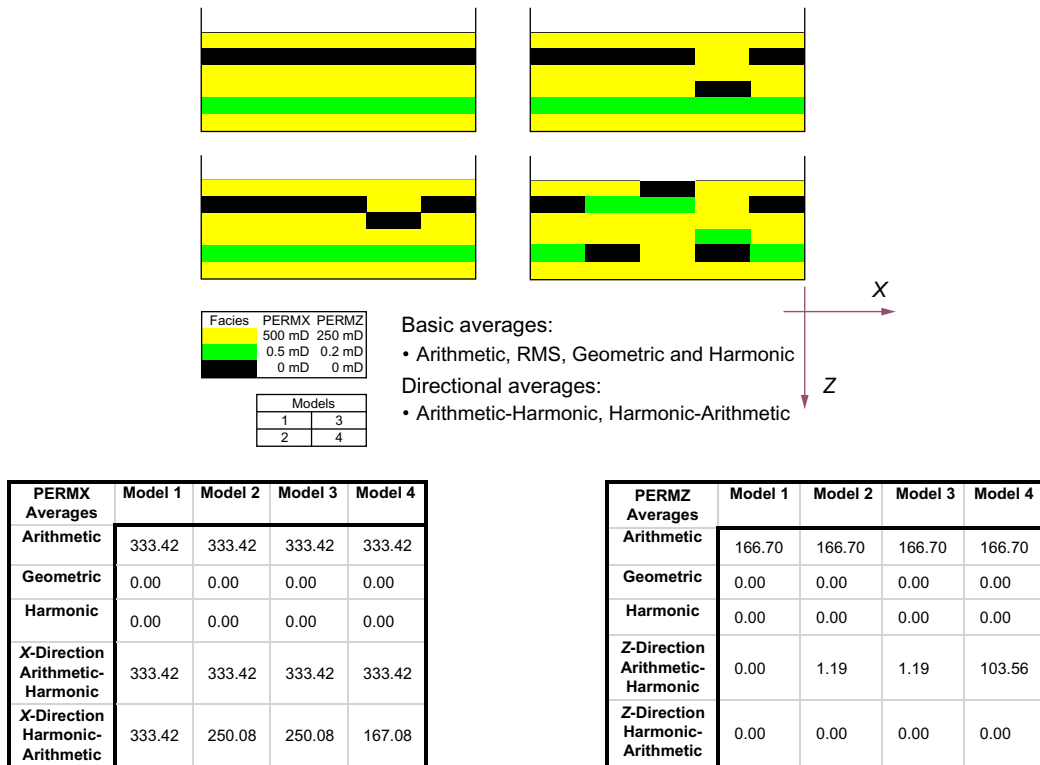 X
Facies PERMX PERMZ
500 mD 250 mD
0.5 mD 0.2 mD
0 mD 0 mD
Models
1 3
2 4
Basic averages:
• Arithmetic, RMS, Geometric and Harmonic
Directional averages:
• Arithmetic-Harmonic, Harmonic-Arithmetic
Z
PERMX Averages Model 1 Model 2 Model 3 Model 4
Arithmetic 333.42 333.42 333.42 333.42
Geometric 0.00 0.00 0.00 0.00
Harmonic 0.00 0.00 0.00 0.00
X-Direction Arithmetic-Harmonic 333.42 333.42 333.42 333.42
X-Direction Harmonic-Arithmetic 333.42 250.08 250.08 167.08
PERMZ Averages Model 1 Model 2 Model 3 Model 4
Arithmetic 166.70 166.70 166.70 166.70
Geometric 0.00 0.00 0.00 0.00
Harmonic 0.00 0.00 0.00 0.00
Z-Direction Arithmetic-Harmonic 0.00 1.19 1.19 103.56
Z-Direction Harmonic-Arithmetic 0.00 0.00 0.00 0.00